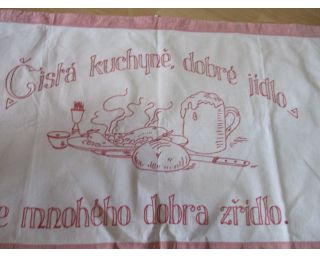 Čistá kuchyně, dobré jídlo
e mnohého dobra zřídlo.